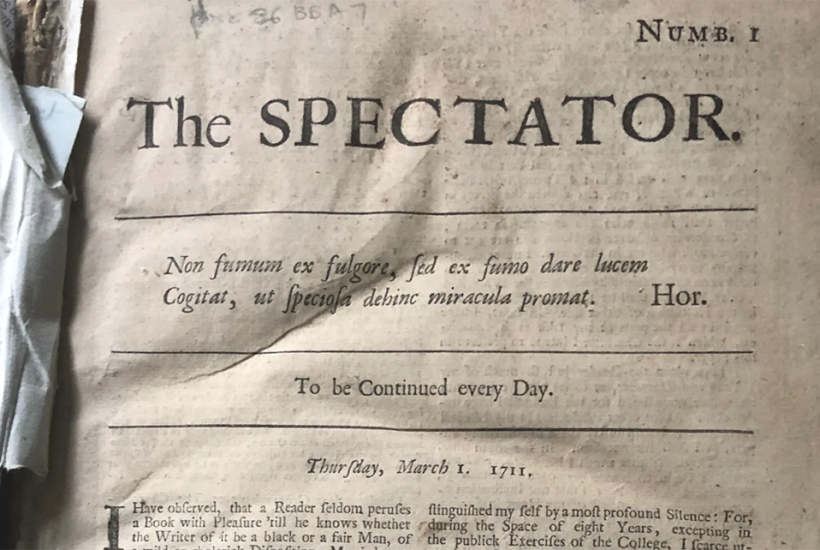 NUMB. 1
The SPECTATOR.
Non fumum ex fulgore, ſed ex fumo dare lucem
Cogitat, ut ſpecioſa dehinc miracula promat. Hor.
To be Continued every Day.
Thurſday, March 1. 1711.
I Have obſerved, that a Reader ſeldom peruſes
a Book with Pleaſure 'till he knows whether
the Writer of it be a black or a fair Man, of
ſtinguiſhed my ſelf by a moſt profound Silence: For,
during the Space of eight Years, excepting in
the publick Exerciſes of the College, I ſcarce